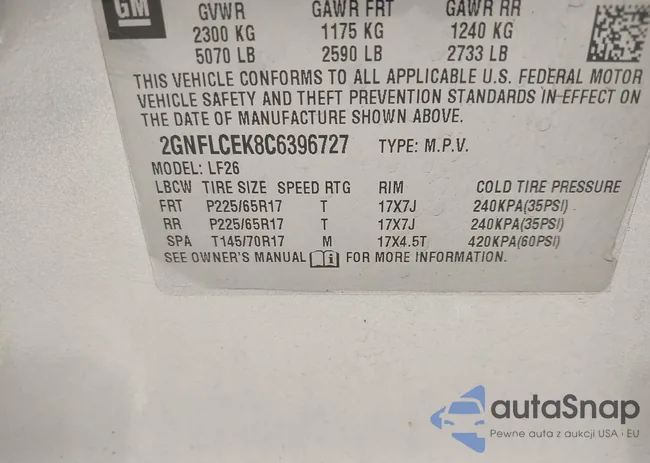 GM
GVWR GAWR FRT GAWR RR
2300 KG 1175 KG 1240 KG
5070 LB 2590 LB 2733 LB
THIS VEHICLE CONFORMS TO ALL APPLICABLE U.S. FEDERAL MOTOR
VEHICLE SAFETY AND THEFT PREVENTION STANDARDS IN EFFECT ON
THE DATE OF MANUFACTURE SHOWN ABOVE.
2GNFLCEK8C6396727 TYPE: M.P.V.
MODEL: LF26
LBCW TIRE SIZE SPEED RTG RIM COLD TIRE PRESSURE
FRT P225/65R17 T 17X7J 240KPA(35PSI)
RR P225/65R17 T 17X7J 240KPA(35PSI)
SPA T145/70R17 M 17X4.5T 420KPA(60PSI)
SEE OWNER'S MANUAL FOR MORE INFORMATION.
autaSnap
Pewne auta z aukcji USA i EU